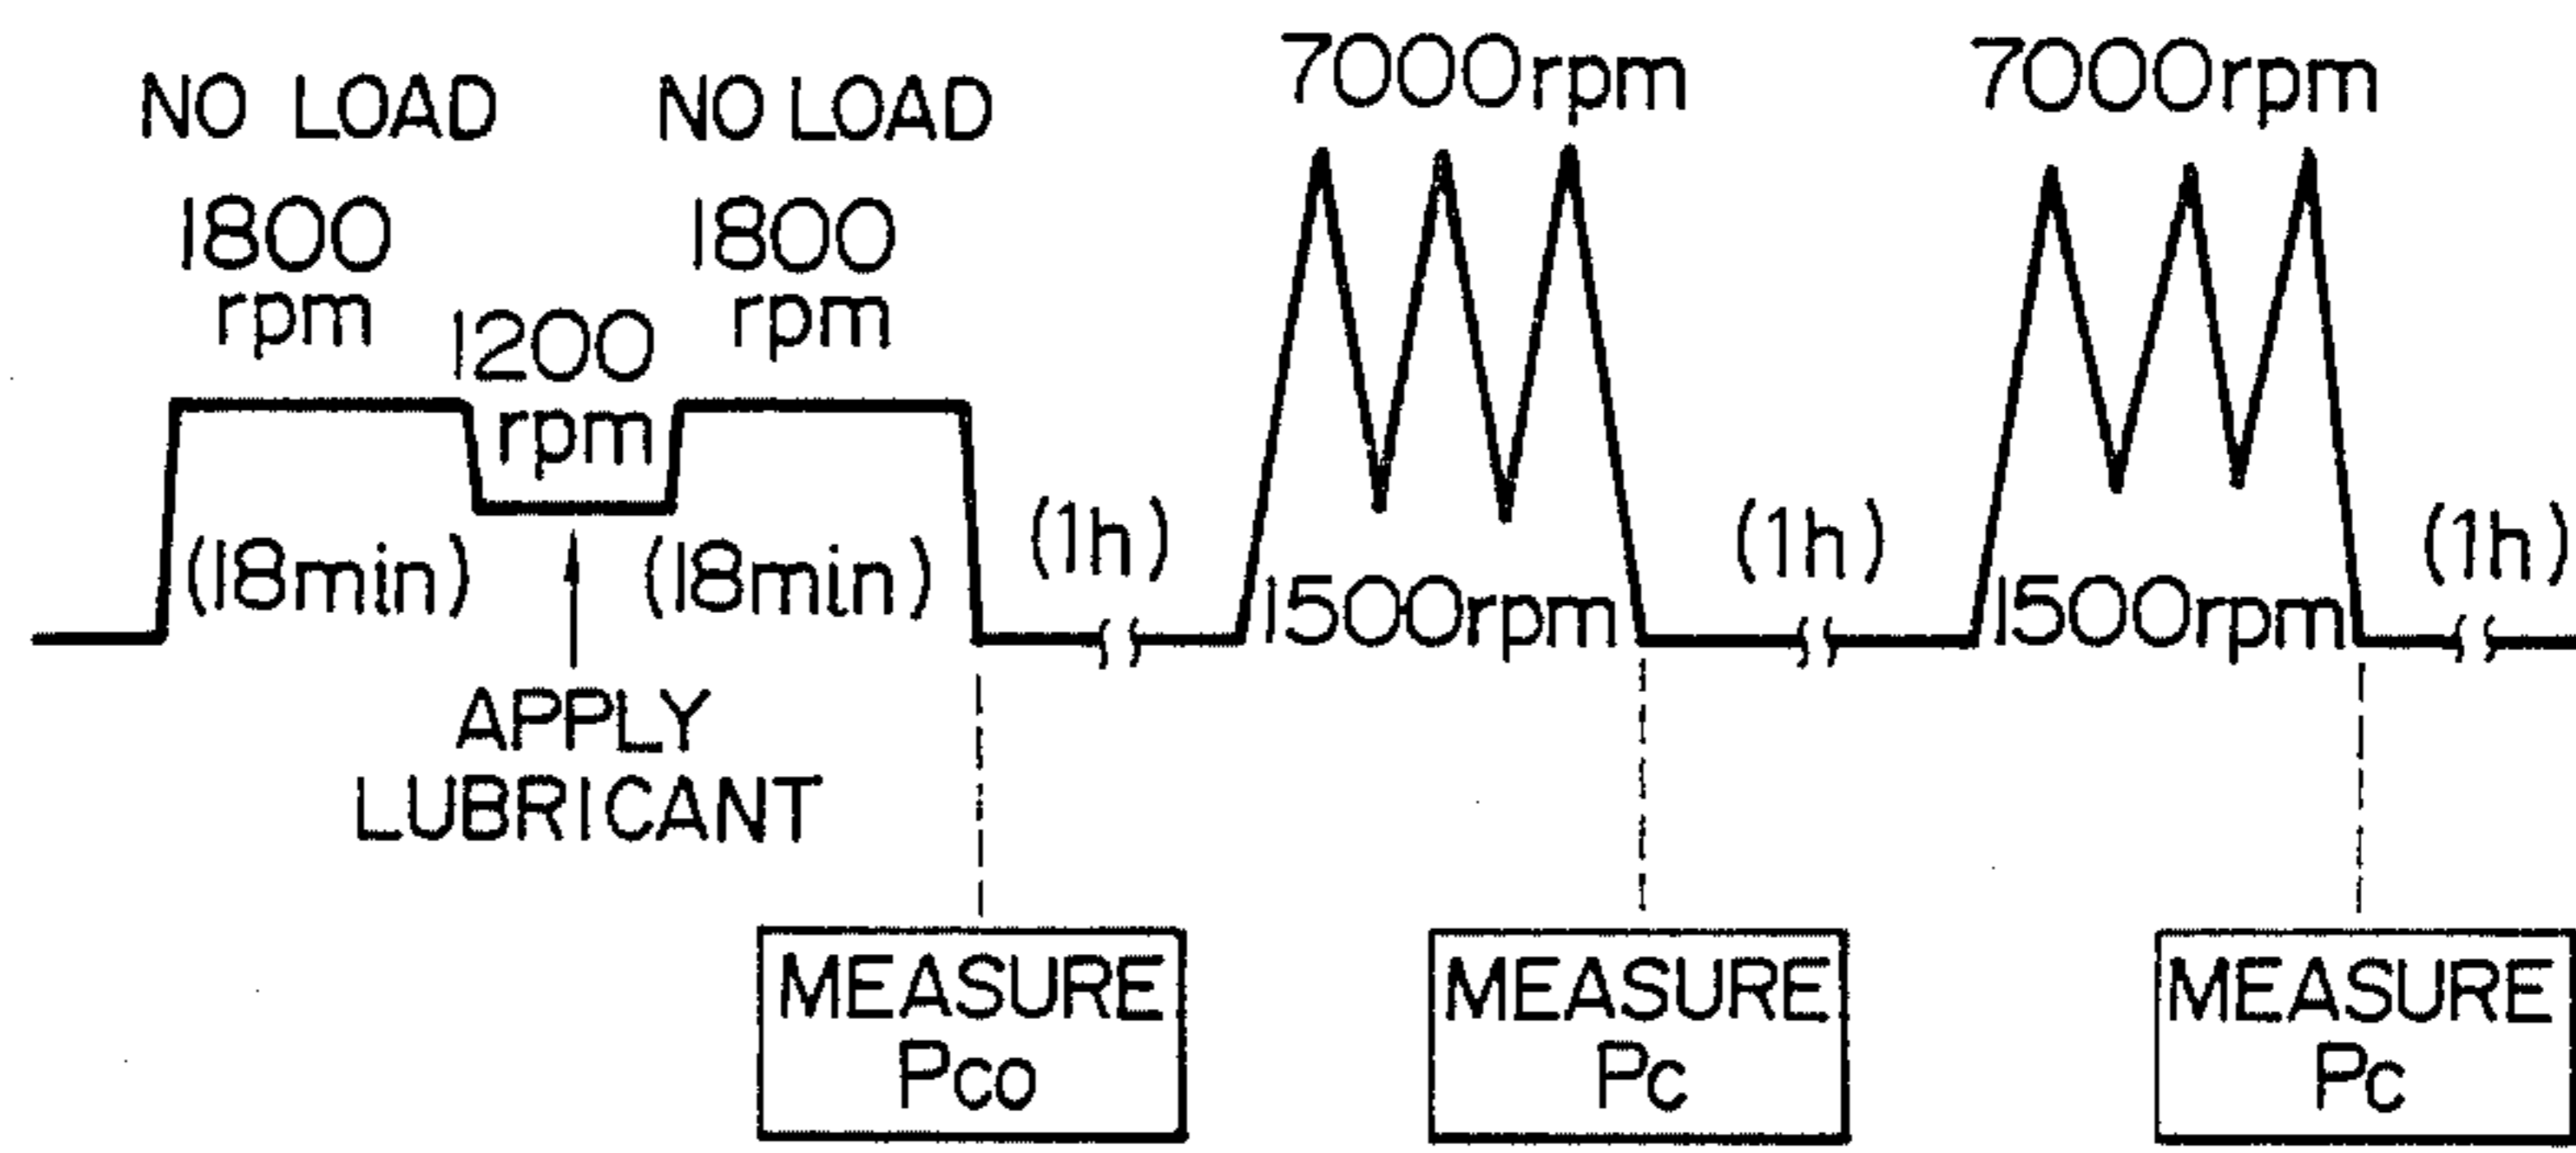 NO LOAD
1800
rpm
1200
rpm
NO LOAD
1800
rpm
7000rpm
7000rpm
(18min)
(18min)
(1h)
1500rpm
(1h)
1500rpm
(1h)
APPLY
LUBRICANT
MEASURE
Pco
MEASURE
Pc
MEASURE
Pc